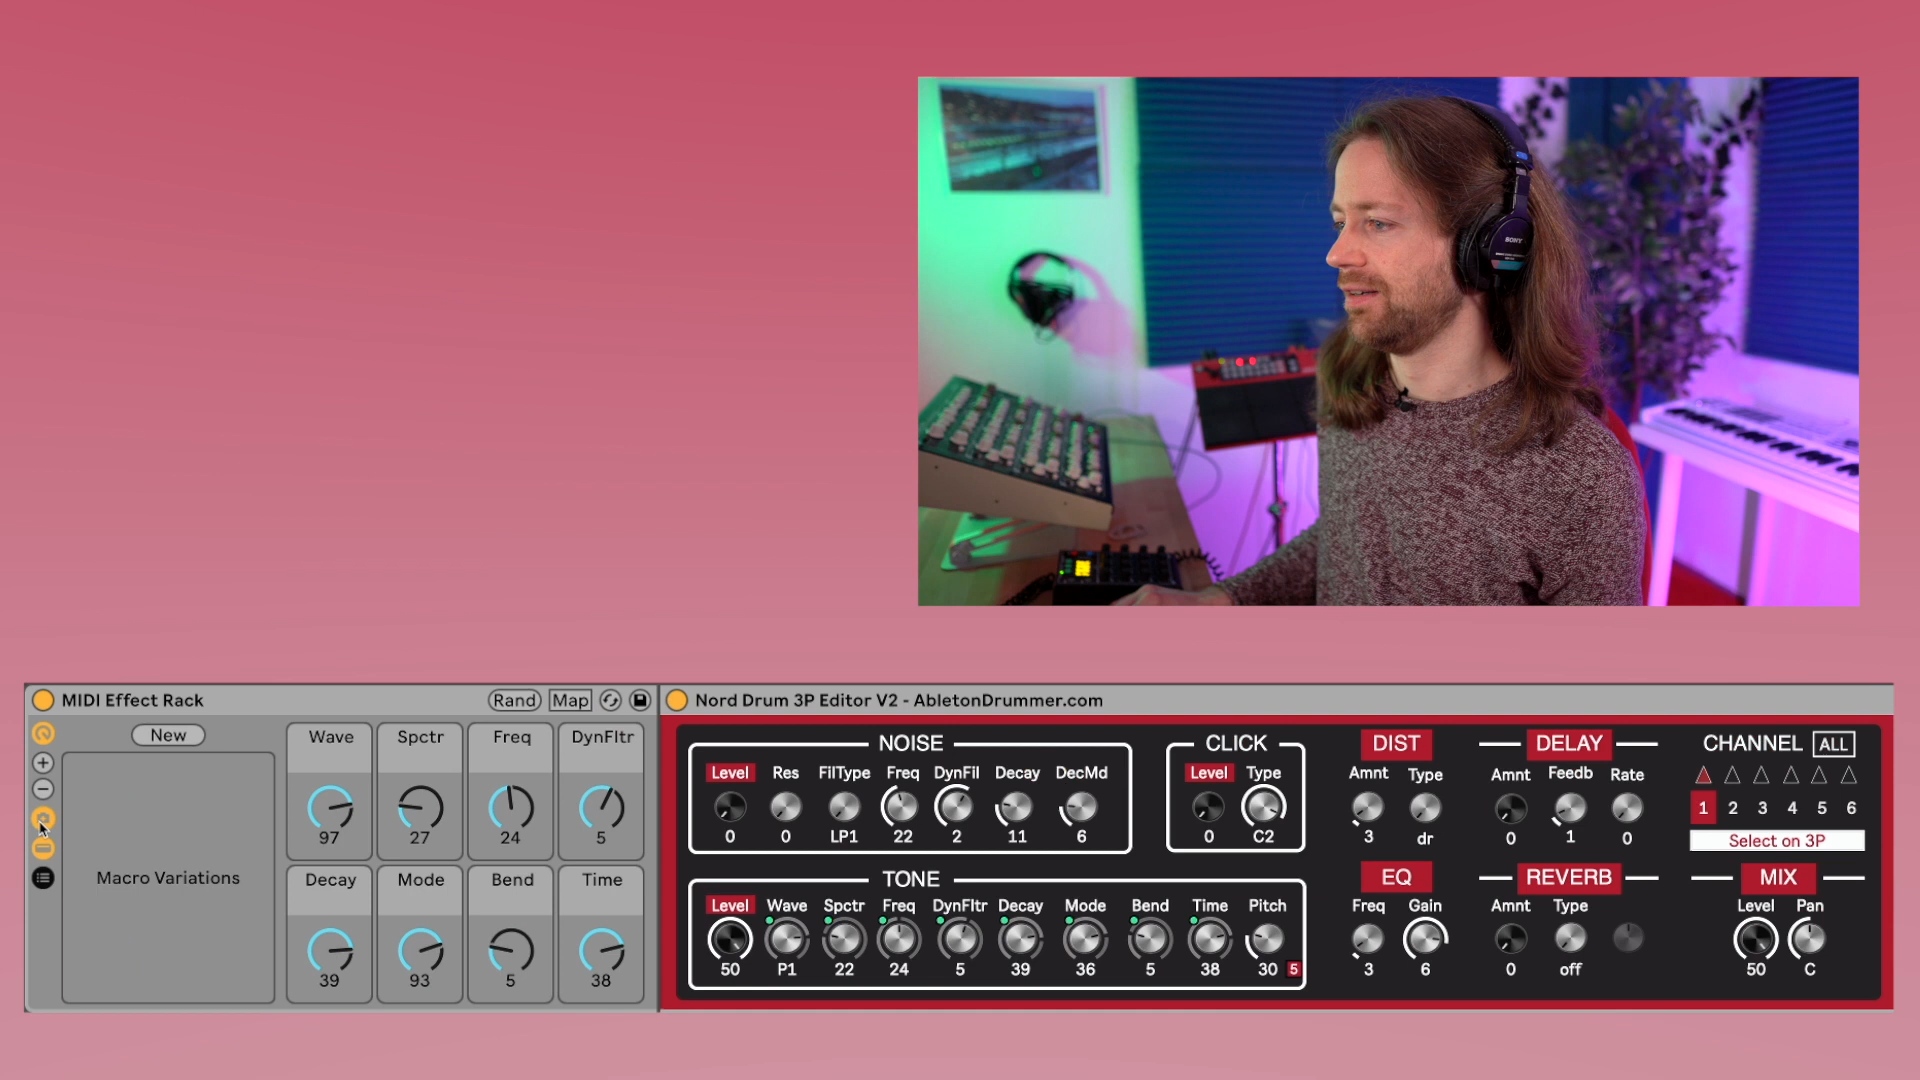 SONY
MIDI Effect Rack
Rand
Map
New
Macro Variations
Wave Spctr Freq DynFltr
97 27 24 5
Decay Mode Bend Time
39 93 5 38
Nord Drum 3P Editor V2 - AbletonDrummer.com
NOISE
Level Res FilType Freq DynFil Decay DecMd
0 0 LP1 22 2 11 6
CLICK
Level Type
0 C2
TONE
Level Wave Spctr Freq DynFltr Decay Mode Bend Time Pitch
50 P1 22 24 5 39 36 5 38 30 5
DIST
Amnt Type
3 dr
EQ
Freq Gain
3 6
DELAY
Amnt Feedb Rate
0 1 0
REVERB
Amnt Type
0 off
CHANNEL ALL
1 2 3 4 5 6
Select on 3P
MIX
Level Pan
50 C